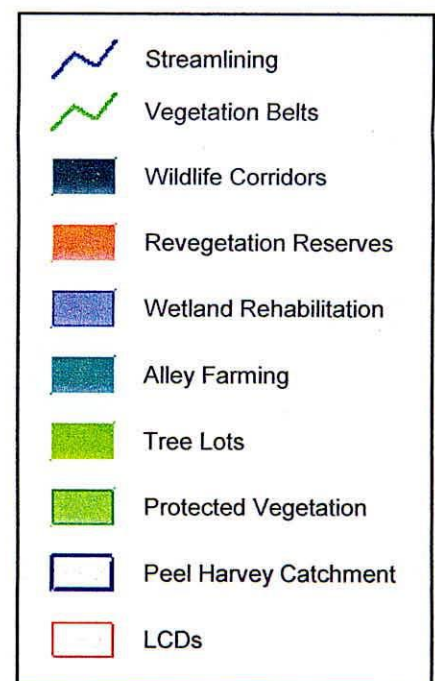 Streamlining
Vegetation Belts
Wildlife Corridors
Revegetation Reserves
Wetland Rehabilitation
Alley Farming
Tree Lots
Protected Vegetation
Peel Harvey Catchment
LCDs